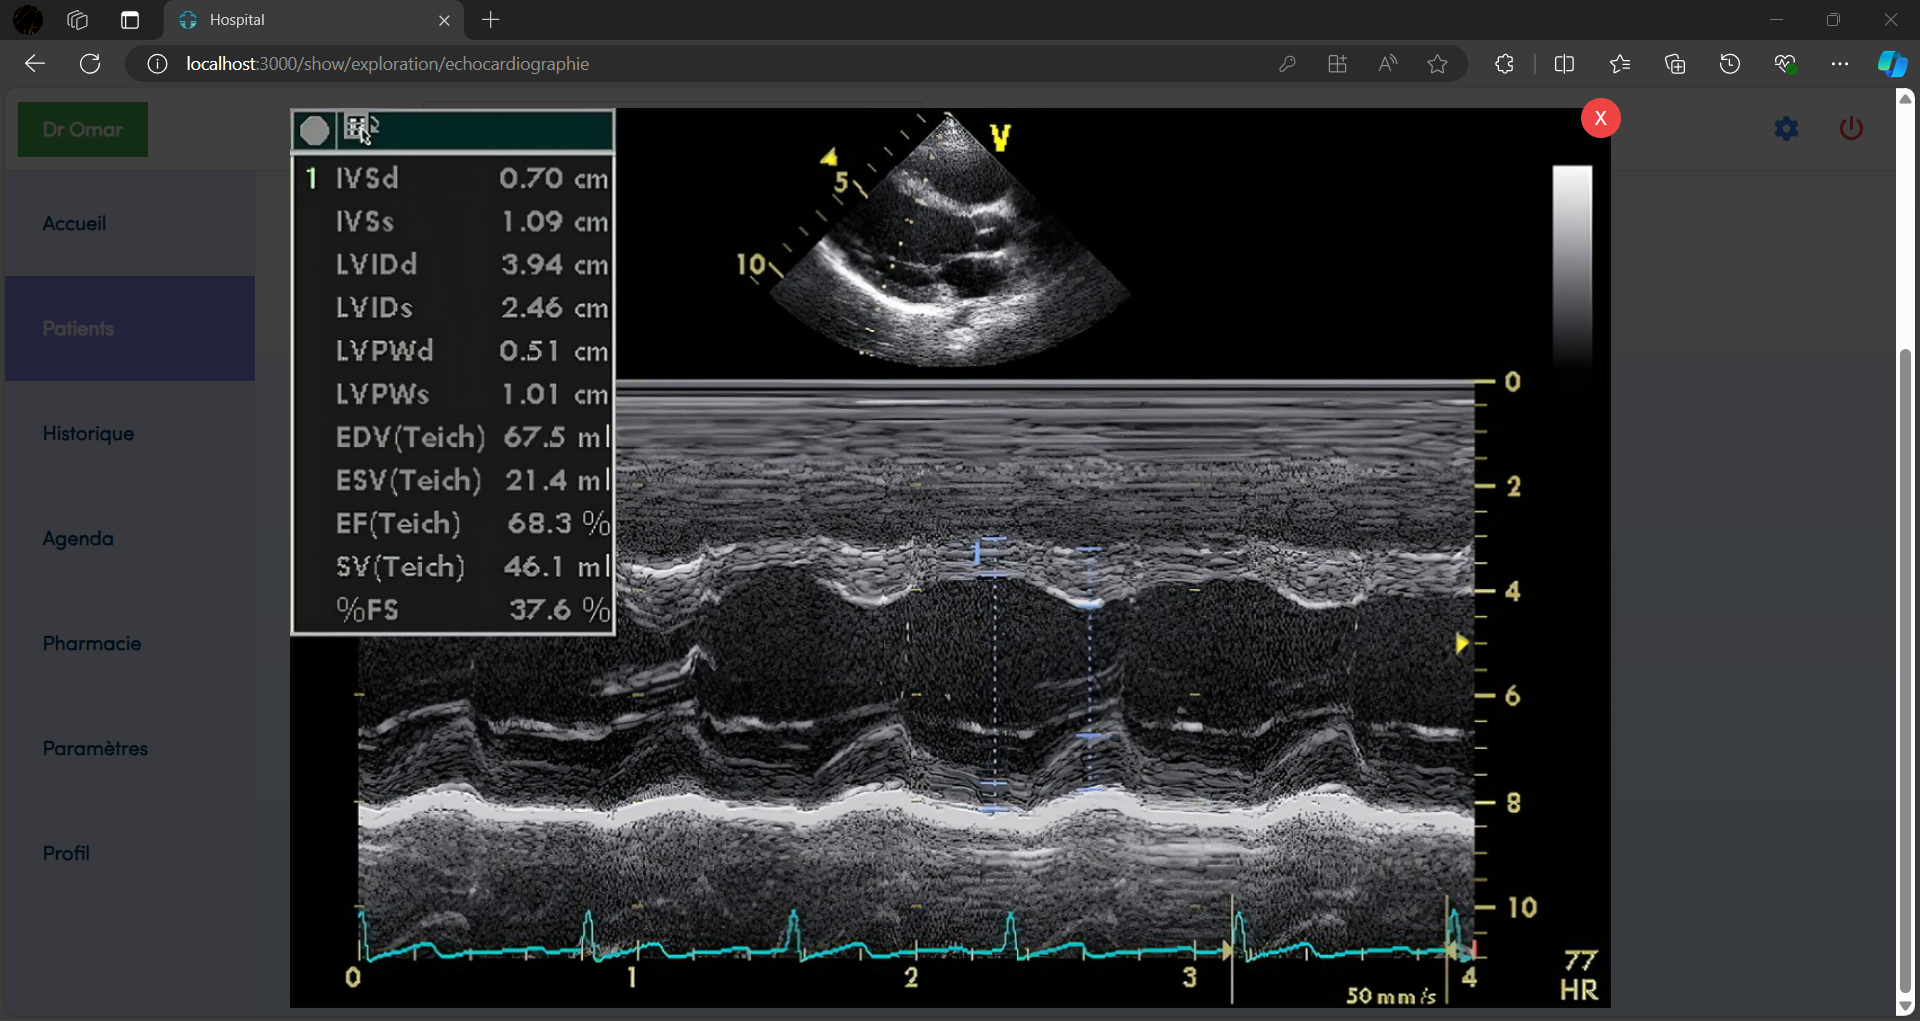 Hospital
localhost:3000/show/exploration/echocardiographie
Dr Omar
X
Accueil
Patients
Historique
Agenda
Pharmacie
Paramètres
Profil
1 IVSd 0.70 cm
IVSs 1.09 cm
LVIDd 3.94 cm
LVIDs 2.46 cm
LVPWd 0.51 cm
LVPWs 1.01 cm
EDV(Teich) 67.5 ml
ESV(Teich) 21.4 ml
EF(Teich) 68.3 %
SV(Teich) 46.1 ml
%FS 37.6 %
V
5
10
0
2
4
6
8
10
0 1 2 3 4
50 mm/s
77
HR